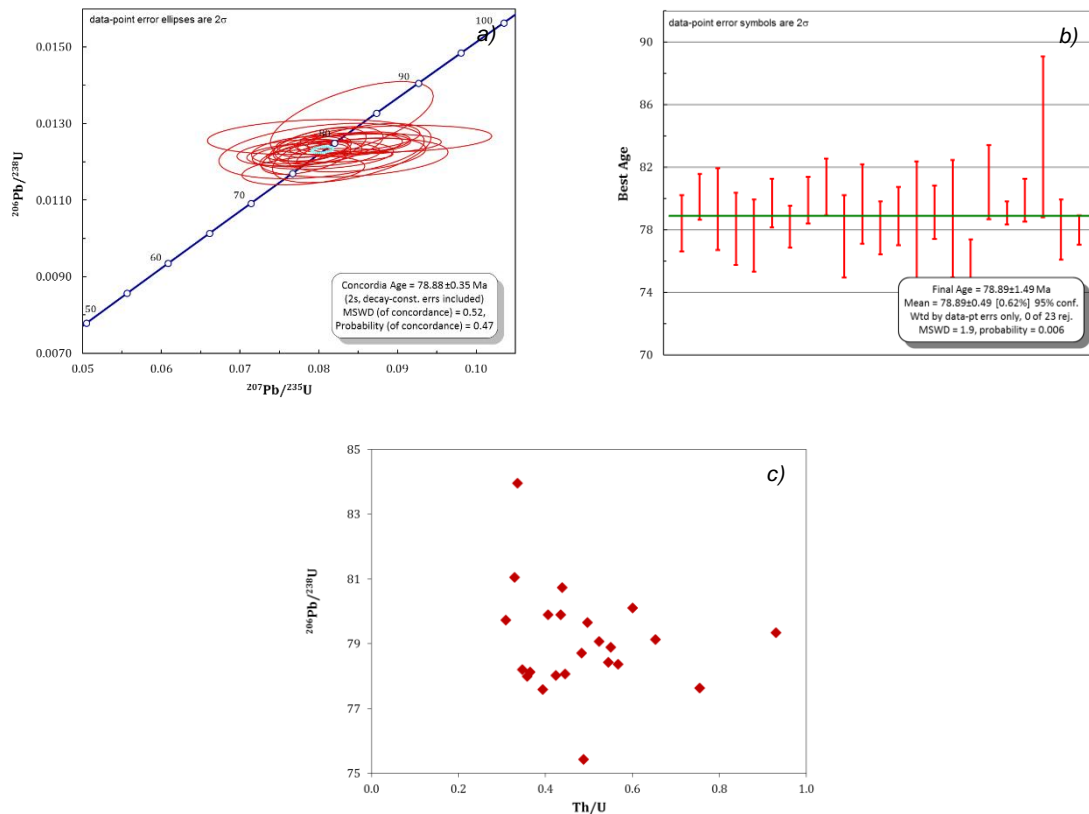 data-point error ellipses are 2σ
a)
100
90
80
70
60
50
0.0150
0.0130
0.0110
0.0090
0.0070
²⁰⁶Pb/²³⁸U
0.05
0.06
0.07
0.08
0.09
0.10
²⁰⁷Pb/²³⁵U
Concordia Age = 78.88 ±0.35 Ma
(2s, decay-const. errs included)
MSWD (of concordance) = 0.52,
Probability (of concordance) = 0.47
data-point error symbols are 2σ
b)
90
86
82
78
74
70
Best Age
Final Age = 78.89±1.49 Ma
Mean = 78.89±0.49 [0.62%] 95% conf.
Wtd by data-pt errs only, 0 of 23 rej.
MSWD = 1.9, probability = 0.006
c)
85
83
81
79
77
75
²⁰⁶Pb/²³⁸U
0.0
0.2
0.4
0.6
0.8
1.0
Th/U